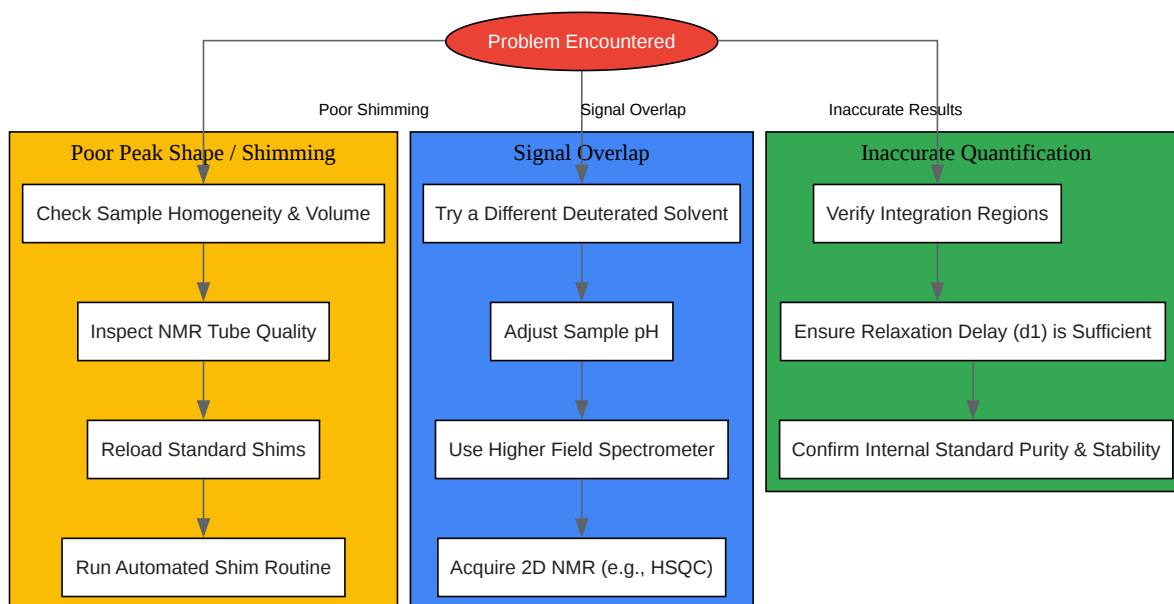 Problem Encountered
Poor Shimming
Signal Overlap
Inaccurate Results
Poor Peak Shape / Shimming
Check Sample Homogeneity & Volume
Inspect NMR Tube Quality
Reload Standard Shims
Run Automated Shim Routine
Signal Overlap
Try a Different Deuterated Solvent
Adjust Sample pH
Use Higher Field Spectrometer
Acquire 2D NMR (e.g., HSQC)
Inaccurate Quantification
Verify Integration Regions
Ensure Relaxation Delay (d1) is Sufficient
Confirm Internal Standard Purity & Stability